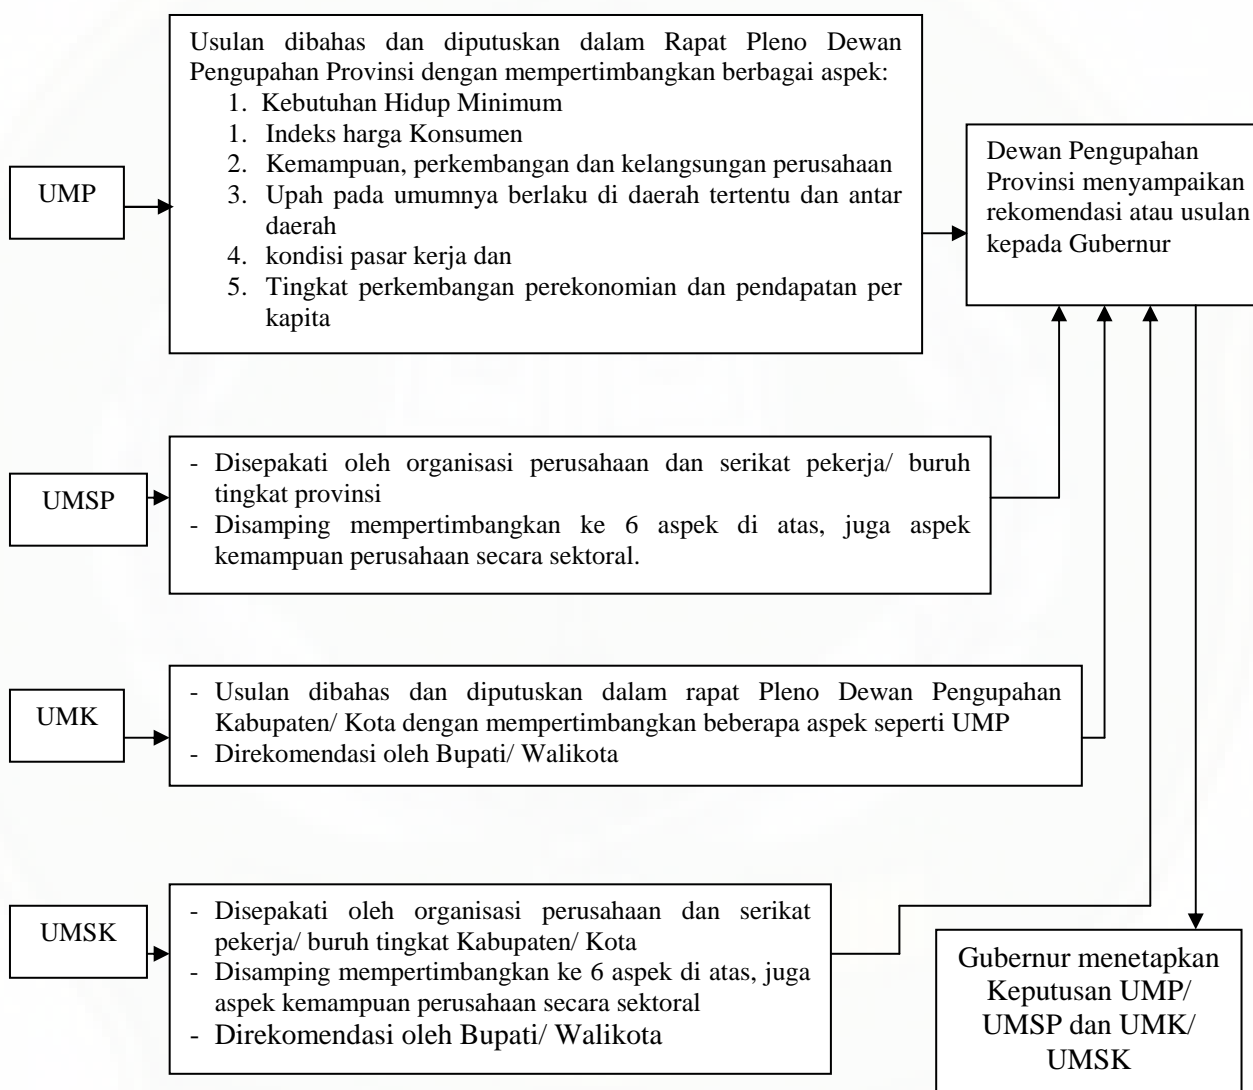 UMP
Usulan dibahas dan diputuskan dalam Rapat Pleno Dewan
Pengupahan Provinsi dengan mempertimbangkan berbagai aspek:
1. Kebutuhan Hidup Minimum
1. Indeks harga Konsumen
2. Kemampuan, perkembangan dan kelangsungan perusahaan
3. Upah pada umumnya berlaku di daerah tertentu dan antar
daerah
4. kondisi pasar kerja dan
5. Tingkat perkembangan perekonomian dan pendapatan per
kapita
Dewan Pengupahan
Provinsi menyampaikan
rekomendasi atau usulan
kepada Gubernur
UMSP
- Disepakati oleh organisasi perusahaan dan serikat pekerja/ buruh
tingkat provinsi
- Disamping mempertimbangkan ke 6 aspek di atas, juga aspek
kemampuan perusahaan secara sektoral.
UMK
- Usulan dibahas dan diputuskan dalam rapat Pleno Dewan Pengupahan
Kabupaten/ Kota dengan mempertimbangkan beberapa aspek seperti UMP
- Direkomendasi oleh Bupati/ Walikota
UMSK
- Disepakati oleh organisasi perusahaan dan serikat
pekerja/ buruh tingkat Kabupaten/ Kota
- Disamping mempertimbangkan ke 6 aspek di atas, juga
aspek kemampuan perusahaan secara sektoral
- Direkomendasi oleh Bupati/ Walikota
Gubernur menetapkan
Keputusan UMP/
UMSP dan UMK/
UMSK